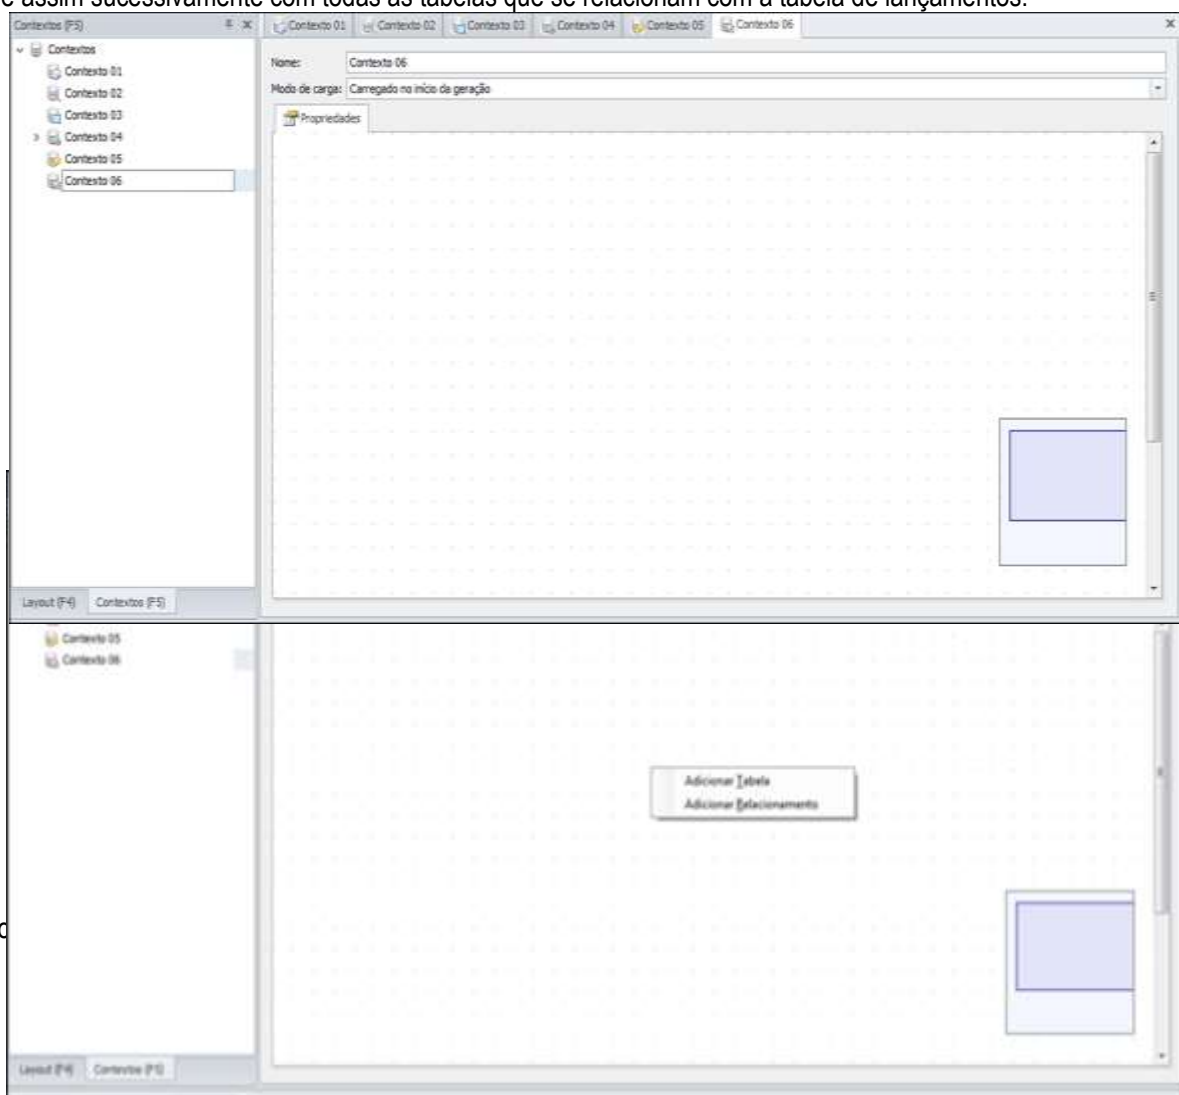 e assim sucessivamente com todas as tabelas que se relacionam com a tabela de lançamentos.
Contextos (F5)
Contexto 01 Contexto 02 Contexto 03 Contexto 04 Contexto 05 Contexto 06
Contextos
Contexto 01
Contexto 02
Contexto 03
Contexto 04
Contexto 05
Contexto 06
Nome: Contexto 06
Modo de carga: Carregado no início da geração
Propriedades
Layout (F4) Contextos (F5)
Contexto 05
Contexto 06
Adicionar Tabela
Adicionar Relacionamento
Layout (F4) Contextos (F5)